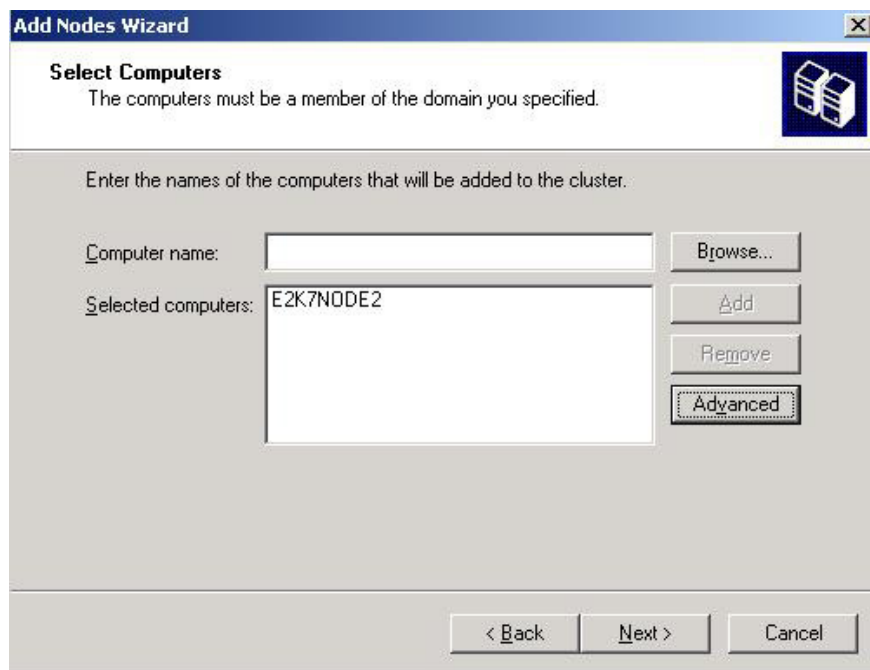 Add Nodes Wizard
Select Computers
The computers must be a member of the domain you specified.
Enter the names of the computers that will be added to the cluster.
Computer name:
Browse...
Selected computers:
E2K7NODE2
Add
Remove
Advanced
< Back
Next >
Cancel